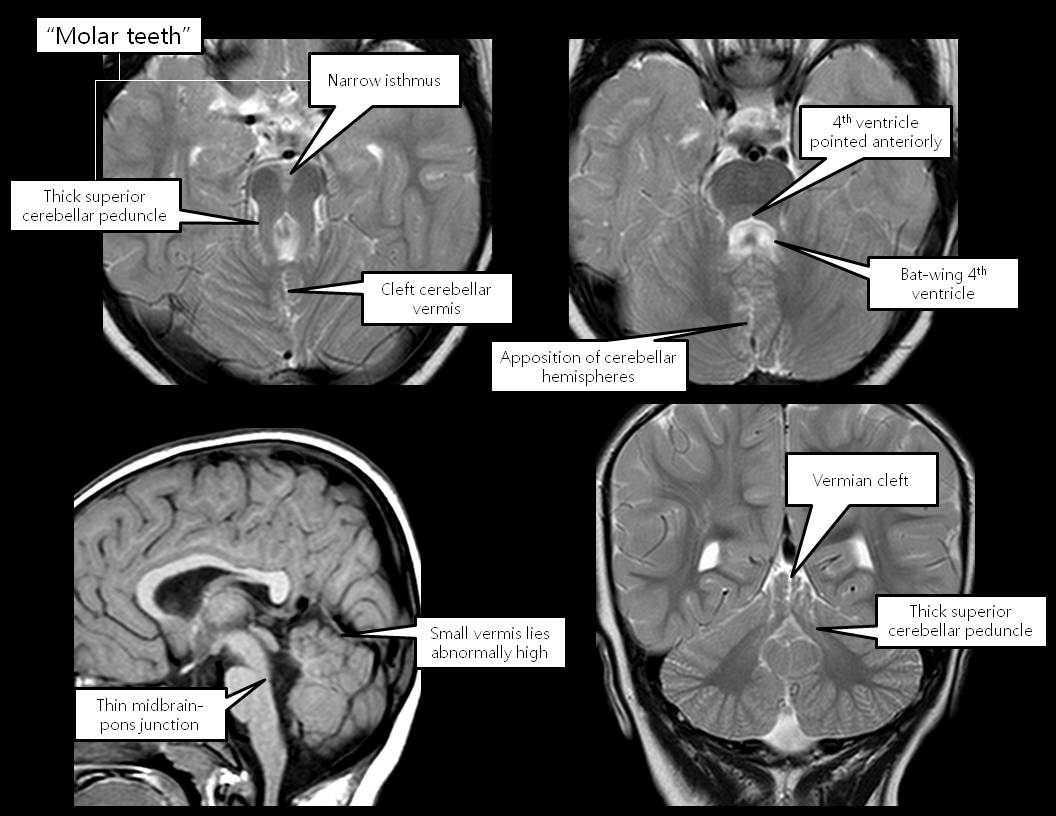 “Molar teeth”
Narrow isthmus
Thick superior
cerebellar peduncle
Cleft cerebellar
vermis
4th ventricle
pointed anteriorly
Bat-wing 4th
ventricle
Apposition of cerebellar
hemispheres
Small vermis lies
abnormally high
Thin midbrain-
pons junction
Vermian cleft
Thick superior
cerebellar peduncle